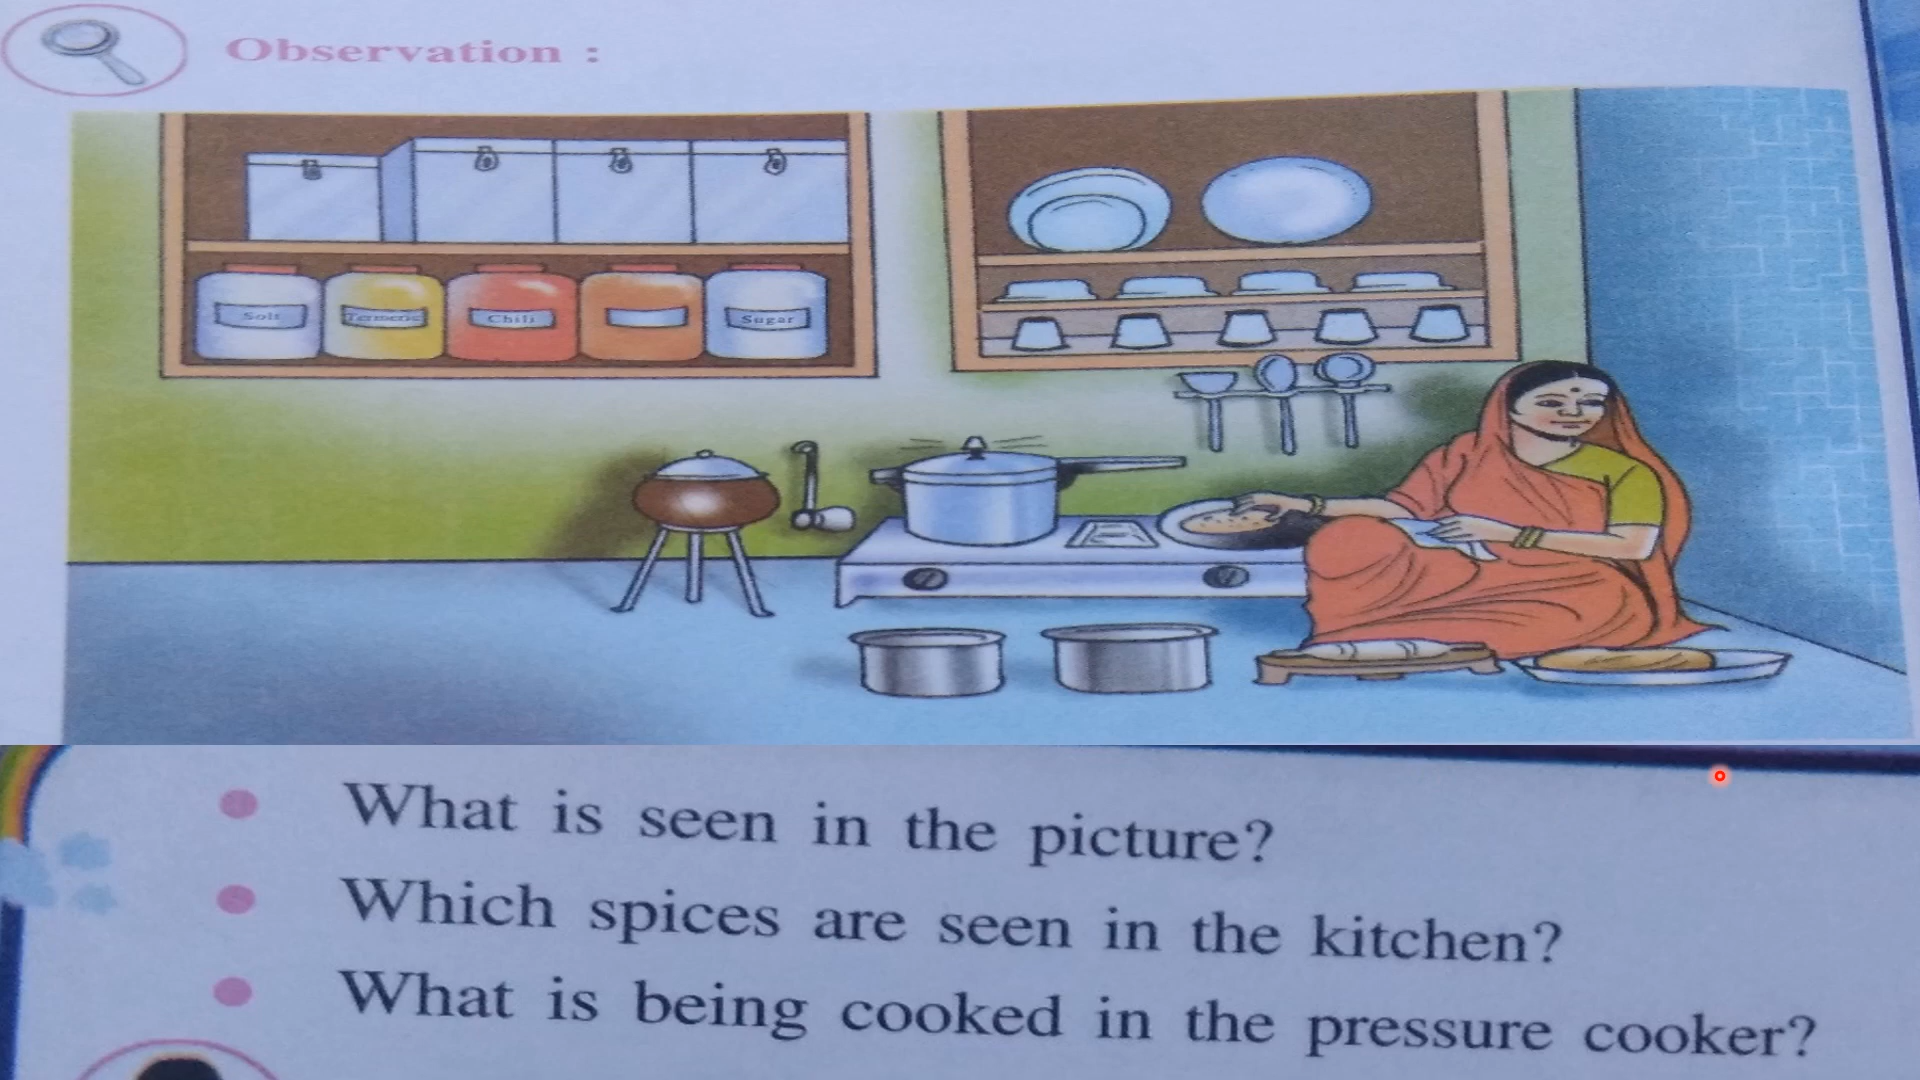 Observation :
Salt Termeric Chili Sugar
What is seen in the picture?
Which spices are seen in the kitchen?
What is being cooked in the pressure cooker?